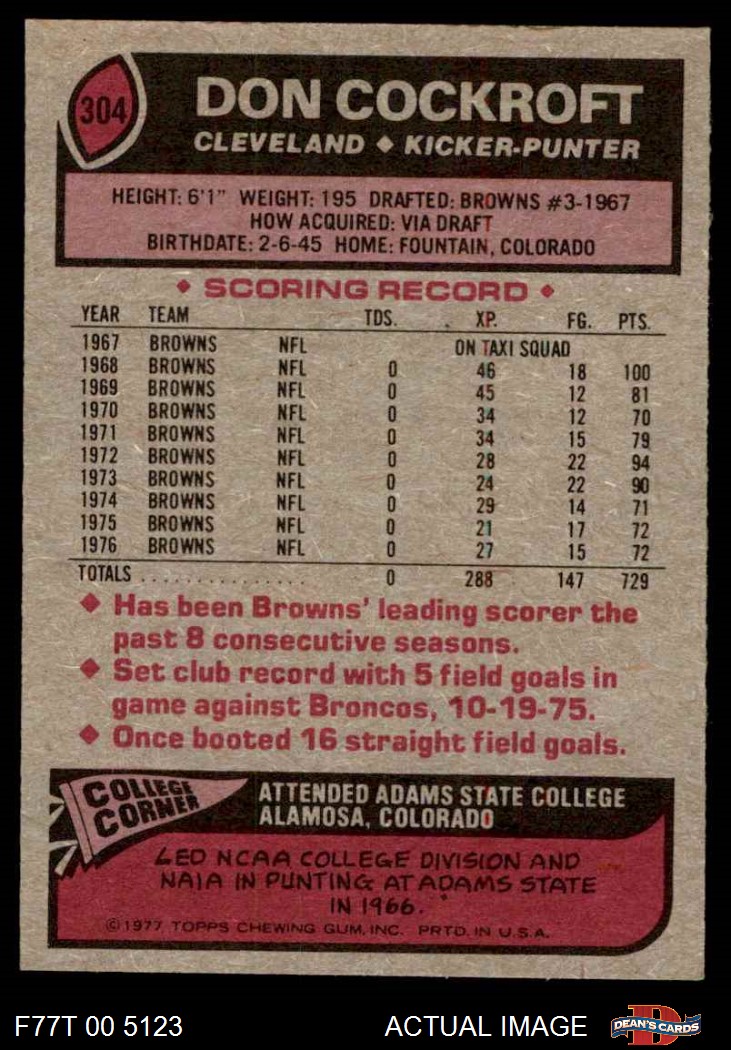 304
DON COCKROFT
CLEVELAND ◆ KICKER-PUNTER
HEIGHT: 6'1" WEIGHT: 195 DRAFTED: BROWNS #3-1967
HOW ACQUIRED: VIA DRAFT
BIRTHDATE: 2-6-45 HOME: FOUNTAIN, COLORADO
◆ SCORING RECORD ◆
YEAR TEAM TDS. XP. FG. PTS.
1967 BROWNS NFL ON TAXI SQUAD
1968 BROWNS NFL 0 46 18 100
1969 BROWNS NFL 0 45 12 81
1970 BROWNS NFL 0 34 12 70
1971 BROWNS NFL 0 34 15 79
1972 BROWNS NFL 0 28 22 94
1973 BROWNS NFL 0 24 22 90
1974 BROWNS NFL 0 29 14 71
1975 BROWNS NFL 0 21 17 72
1976 BROWNS NFL 0 27 15 72
TOTALS . . . . . . . . . . . . . . . 0 288 147 729
◆ Has been Browns' leading scorer the
past 8 consecutive seasons.
◆ Set club record with 5 field goals in
game against Broncos, 10-19-75.
◆ Once booted 16 straight field goals.
COLLEGE
CORNER
ATTENDED ADAMS STATE COLLEGE
ALAMOSA, COLORADO
LED NCAA COLLEGE DIVISION AND
NAIA IN PUNTING AT ADAMS STATE
IN 1966.
©1977 TOPPS CHEWING GUM, INC. PRTD. IN U.S.A.
F77T 00 5123 ACTUAL IMAGE
D
DEAN'S CARDS